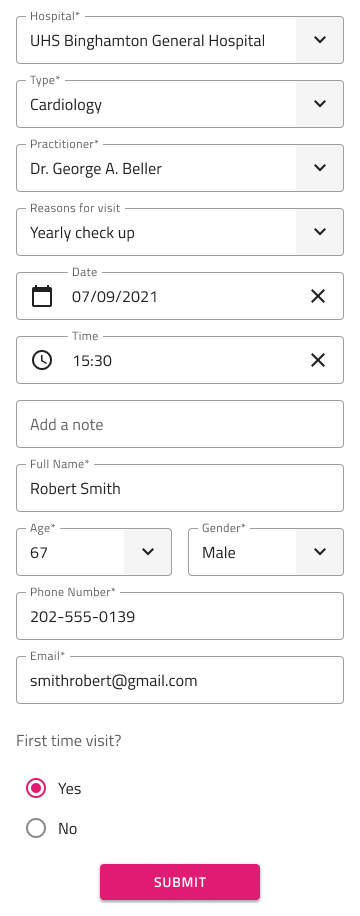 Hospital*
UHS Binghamton General Hospital
Type*
Cardiology
Practitioner*
Dr. George A. Beller
Reasons for visit
Yearly check up
Date
07/09/2021
Time
15:30
Add a note
Full Name*
Robert Smith
Age*
67
Gender*
Male
Phone Number*
202-555-0139
Email*
smithrobert@gmail.com
First time visit?
Yes
No
SUBMIT